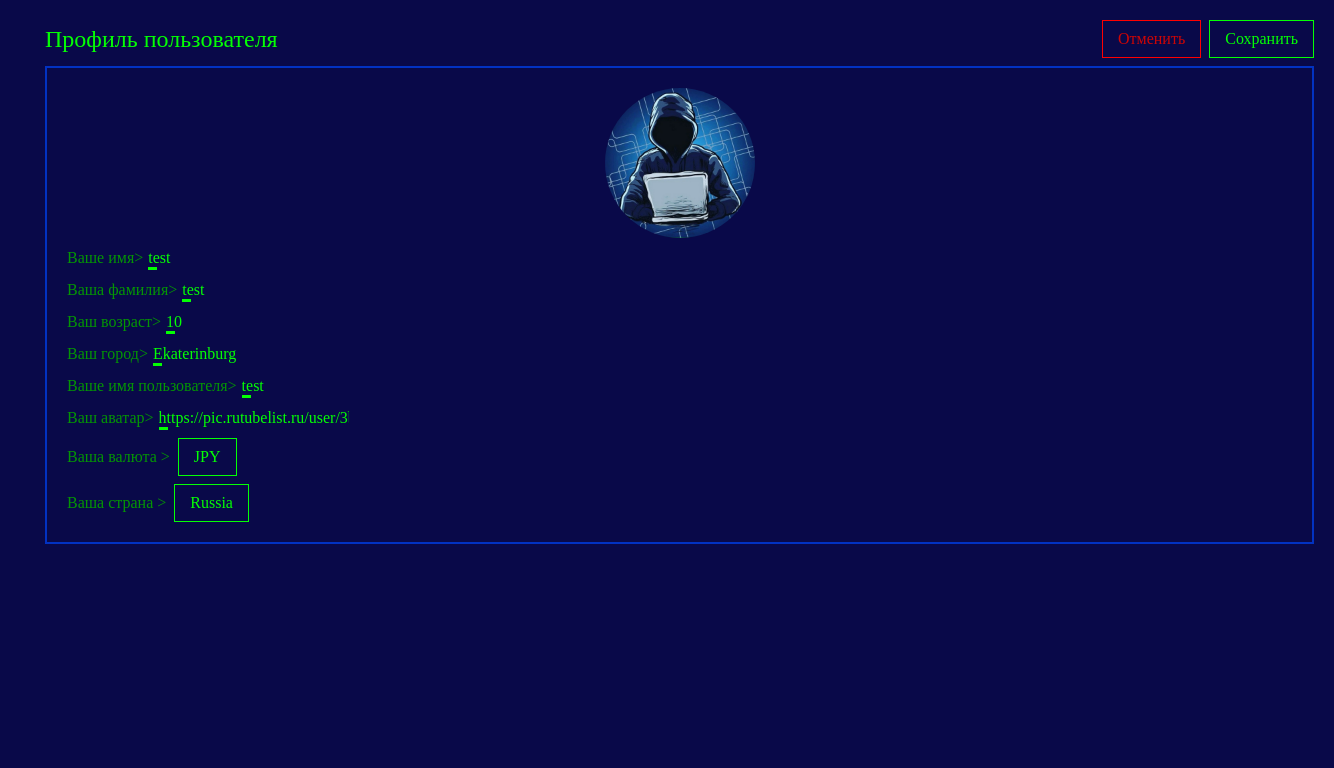 Профиль пользователя
Отменить
Сохранить
Ваше имя> test
Ваша фамилия> test
Ваш возраст> 10
Ваш город> Ekaterinburg
Ваше имя пользователя> test
Ваш аватар> https://pic.rutubelist.ru/user/3
Ваша валюта > JPY
Ваша страна > Russia